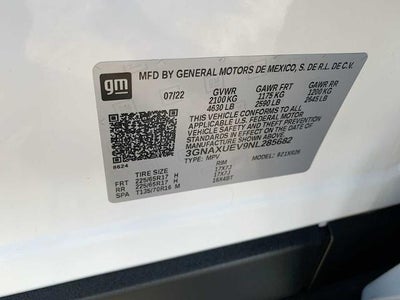 gm
MFD BY GENERAL MOTORS DE MEXICO, S. DE R.L. DE C.V.
07/22 GVWR GAWR FRT GAWR RR
2100 KG 1175 KG 1200 KG
4630 LB 2590 LB 2645 LB
THIS VEHICLE CONFORMS TO ALL APPLICABLE
U.S. FEDERAL MOTOR VEHICLE SAFETY, BUMPER, AND
THEFT PREVENTION STANDARDS IN EFFECT ON THE DATE OF
MANUFACTURE SHOWN ABOVE.
3GNAXUEV9NL285682
TYPE: MPV MODEL:
TIRE SIZE RIM
FRT 225/65R17 H 17X7J
RR 225/65R17 H 17X7J
SPA T135/70R16 M 16X4BT